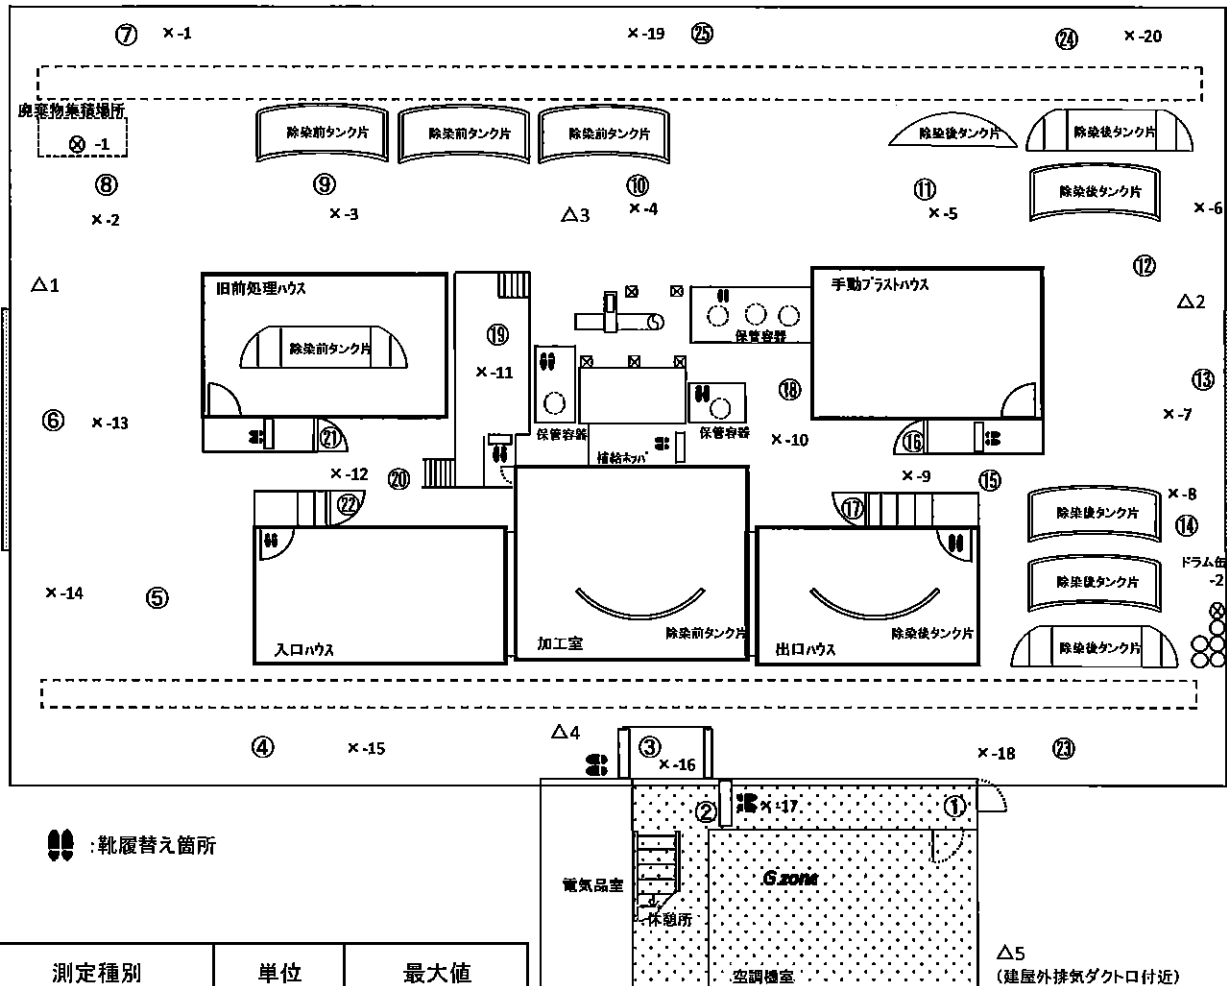 ⑦ × -1 × -19 ㉕ ㉔ × -20
廃棄物集積場所
⊗ -1
除染前タンク片 除染前タンク片 除染前タンク片 除染後タンク片 除染後タンク片
⑧ ⑨ ⑩ ⑪ 除染後タンク片
× -2 × -3 △3 × -4 × -5 × -6
⑫
△1 旧前処理ハウス 手動ブラストハウス △2
除染前タンク片 ⑲ 保管容器
× -11 ⑱ ⑬
⑥ × -13 × -7
㉑ 保管容器 保管容器 × -10 ⑯
補給ホッパ
× -12 ⑳ × -9 ⑮
㉒ ⑰ 除染後タンク片 × -8
⑭
ドラム缶
-2
× -14 ⑤ 除染後タンク片
除染前タンク片 除染後タンク片
入口ハウス 加工室 出口ハウス 除染後タンク片
④ × -15 △4 ③ × -16 × -18 ㉓
② × -17 ①
:靴履替え箇所
電気品室 G zone
休憩所
測定種別 単位 最大値
空調機室
△5
(建屋外排気ダクト口付近)